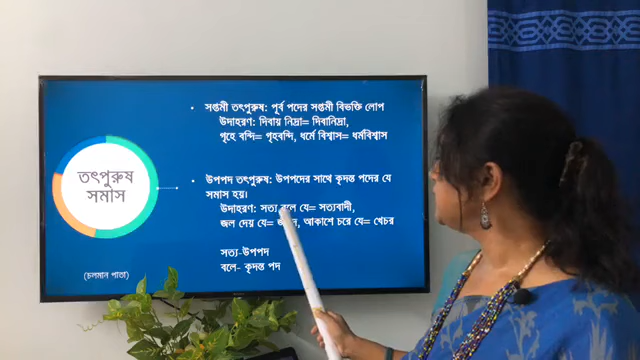 সপ্তমী তৎপুরুষ: পূর্ব পদের সপ্তমী বিভক্তি লোপ
উদাহরণ: দিবায় নিদ্রা= দিবানিদ্রা,
গৃহে বন্দি= গৃহবন্দি, ধর্মে বিশ্বাস= ধর্মবিশ্বাস
তৎপুরুষ
সমাস
উপপদ তৎপুরুষ: উপপদের সাথে কৃদন্ত পদের যে
সমাস হয়।
উদাহরণ: সত্য বলে যে= সত্যবাদী,
জল দেয় যে= আকাশে চরে যে= খেচর
সত্য-উপপদ
বলে- কৃদন্ত পদ
(চলমান পাতা)